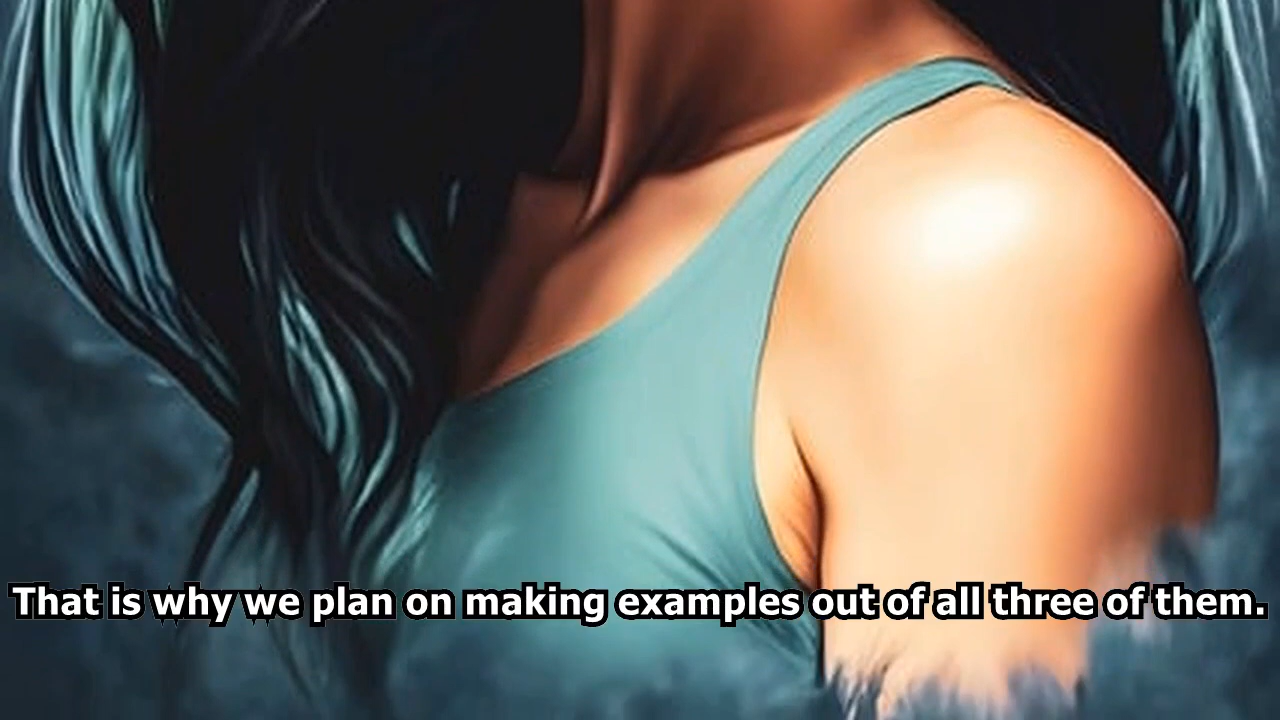 That is why we plan on making examples out of all three of them.